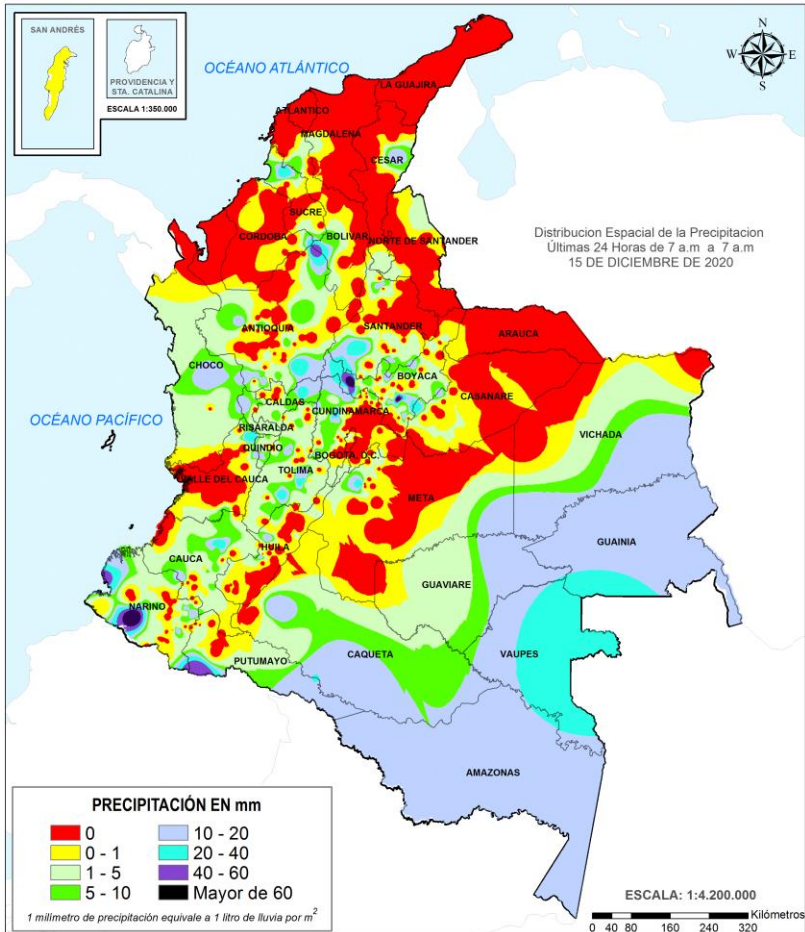 SAN ANDRÉS
PROVIDENCIA Y
STA. CATALINA
ESCALA 1:350.000
OCÉANO ATLÁNTICO
N
W E
S
LA GUAJIRA
ATLANTICO
MAGDALENA
CESAR
SUCRE
CORDOBA
BOLIVAR
NORTE DE SANTANDER
Distribucion Espacial de la Precipitacion
Últimas 24 Horas de 7 a.m a 7 a.m
15 DE DICIEMBRE DE 2020
ANTIOQUIA
SANTANDER
ARAUCA
CHOCO
BOYACA
CASANARE
CALDAS
CUNDINAMARCA
OCÉANO PACÍFICO
RISARALDA
VICHADA
QUINDIO
BOGOTA, D.C.
TOLIMA
VALLE DEL CAUCA
META
GUAINIA
HUILA
CAUCA
GUAVIARE
NARIÑO
VAUPES
CAQUETA
PUTUMAYO
AMAZONAS
PRECIPITACIÓN EN mm
0
0 - 1
1 - 5
5 - 10
10 - 20
20 - 40
40 - 60
Mayor de 60
1 milímetro de precipitación equivale a 1 litro de lluvia por m²
ESCALA: 1:4.200.000
Kilómetros
0 40 80 160 240 320